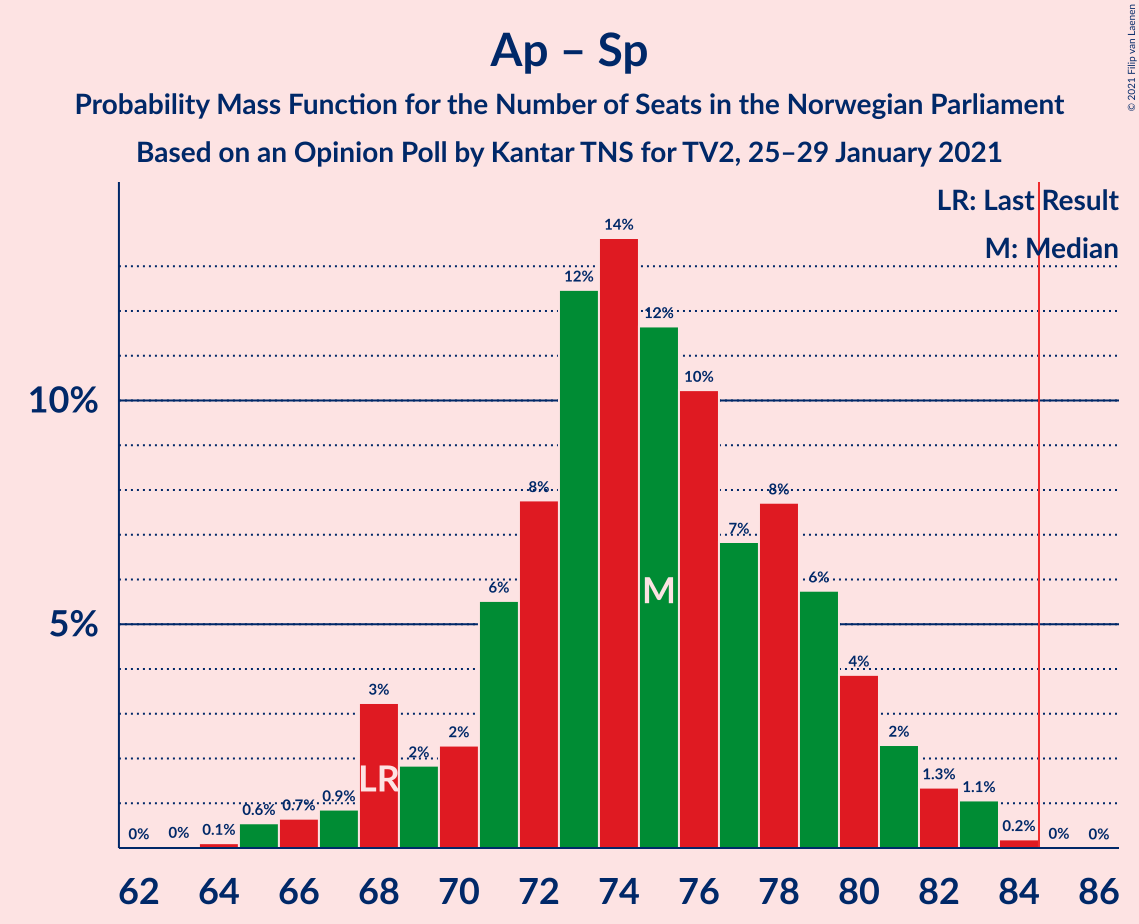 Ap – Sp
Probability Mass Function for the Number of Seats in the Norwegian Parliament
Based on an Opinion Poll by Kantar TNS for TV2, 25–29 January 2021
© 2021 Filip van Laenen
LR: Last Result
M: Median
10%
5%
0% 0% 0.1% 0.6% 0.7% 0.9% 3% 2% 2% 6% 8% 12% 14% 12% 10% 7% 8% 6% 4% 2% 1.3% 1.1% 0.2% 0% 0%
LR
M
62 64 66 68 70 72 74 76 78 80 82 84 86